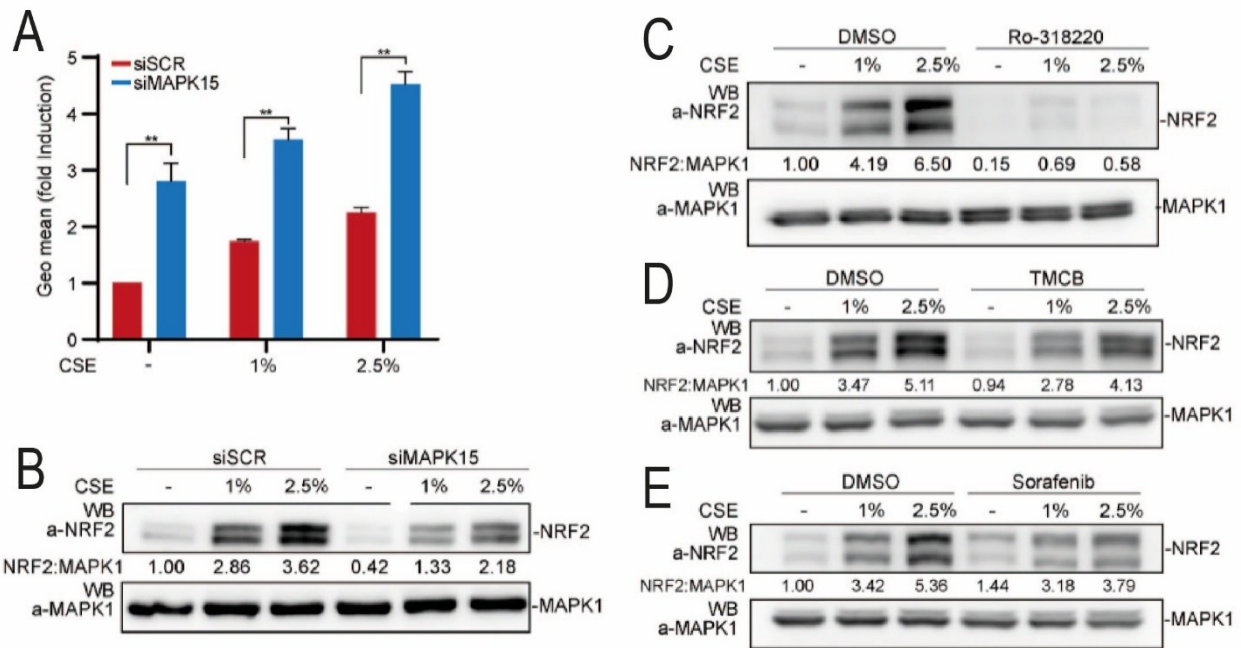 A
Geo mean (fold Induction)
5
4
3
2
1
0
siSCR
siMAPK15
**
**
**
CSE - 1% 2.5%
B
siSCR siMAPK15
CSE - 1% 2.5% - 1% 2.5%
WB
a-NRF2 -NRF2
NRF2:MAPK1 1.00 2.86 3.62 0.42 1.33 2.18
WB
a-MAPK1 -MAPK1
C
DMSO Ro-318220
CSE - 1% 2.5% - 1% 2.5%
WB
a-NRF2 -NRF2
NRF2:MAPK1 1.00 4.19 6.50 0.15 0.69 0.58
WB
a-MAPK1 -MAPK1
D
DMSO TMCB
CSE - 1% 2.5% - 1% 2.5%
WB
a-NRF2 -NRF2
NRF2:MAPK1 1.00 3.47 5.11 0.94 2.78 4.13
WB
a-MAPK1 -MAPK1
E
DMSO Sorafenib
CSE - 1% 2.5% - 1% 2.5%
WB
a-NRF2 -NRF2
NRF2:MAPK1 1.00 3.42 5.36 1.44 3.18 3.79
WB
a-MAPK1 -MAPK1